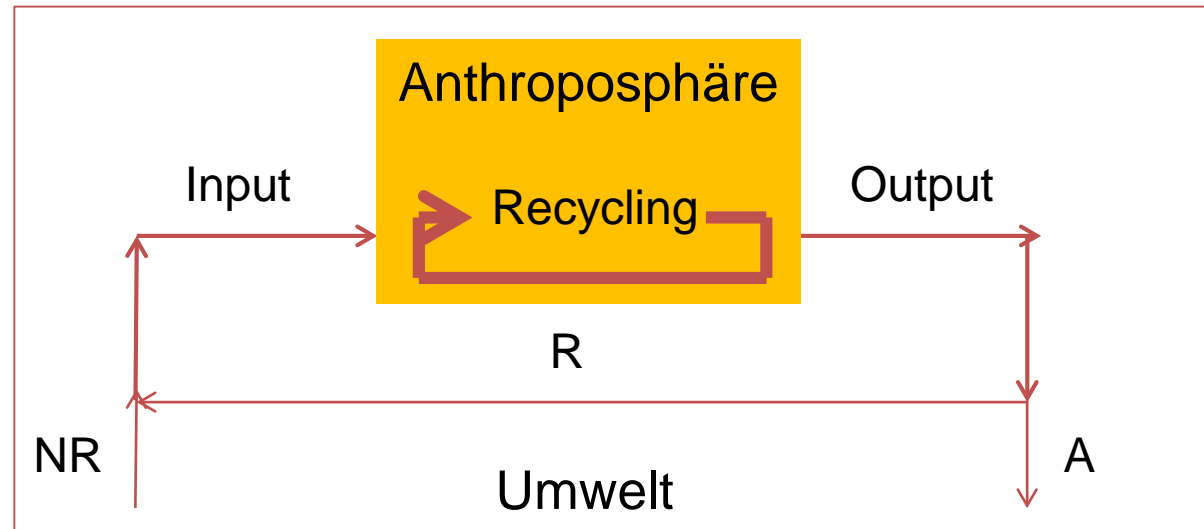 Anthroposphäre
Input
Recycling
Output
R
NR
A
Umwelt